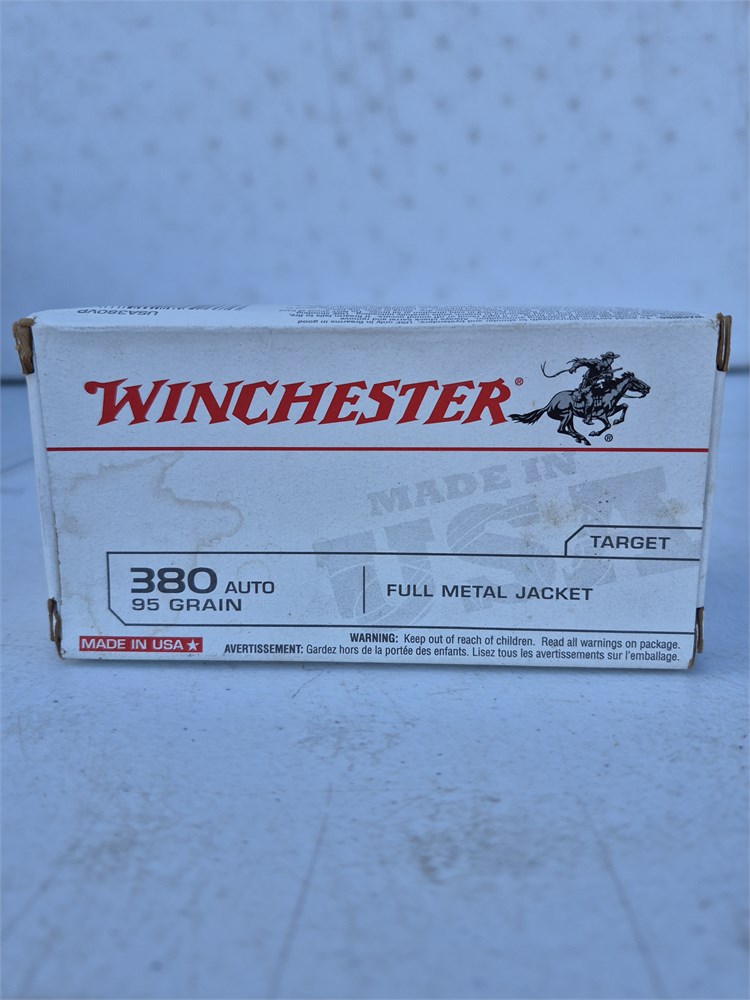 USA380VP
WINCHESTER®
®
MADE IN
USA
TARGET
380 AUTO
95 GRAIN
FULL METAL JACKET
MADE IN USA★
WARNING: Keep out of reach of children. Read all warnings on package.
AVERTISSEMENT: Gardez hors de la portée des enfants. Lisez tous les avertissements sur l'emballage.